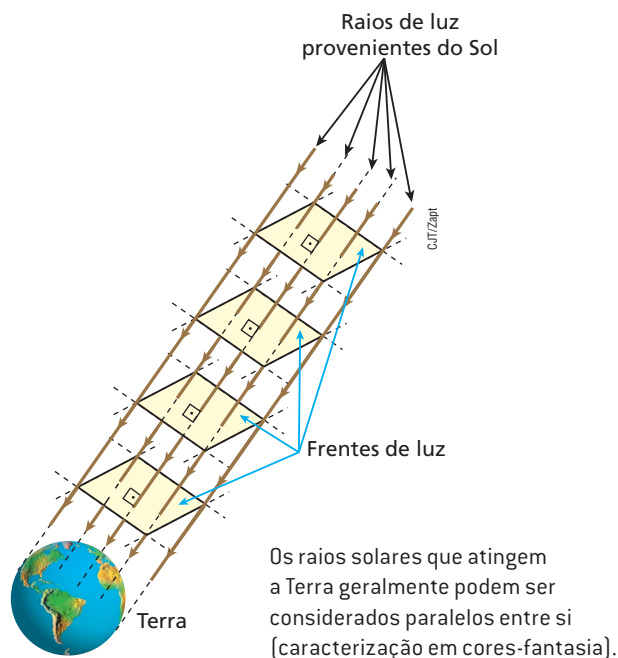 Raios de luz
provenientes do Sol
CJT/Zapt
Frentes de luz
Terra
Os raios solares que atingem
a Terra geralmente podem ser
considerados paralelos entre si
(caracterização em cores-fantasia).